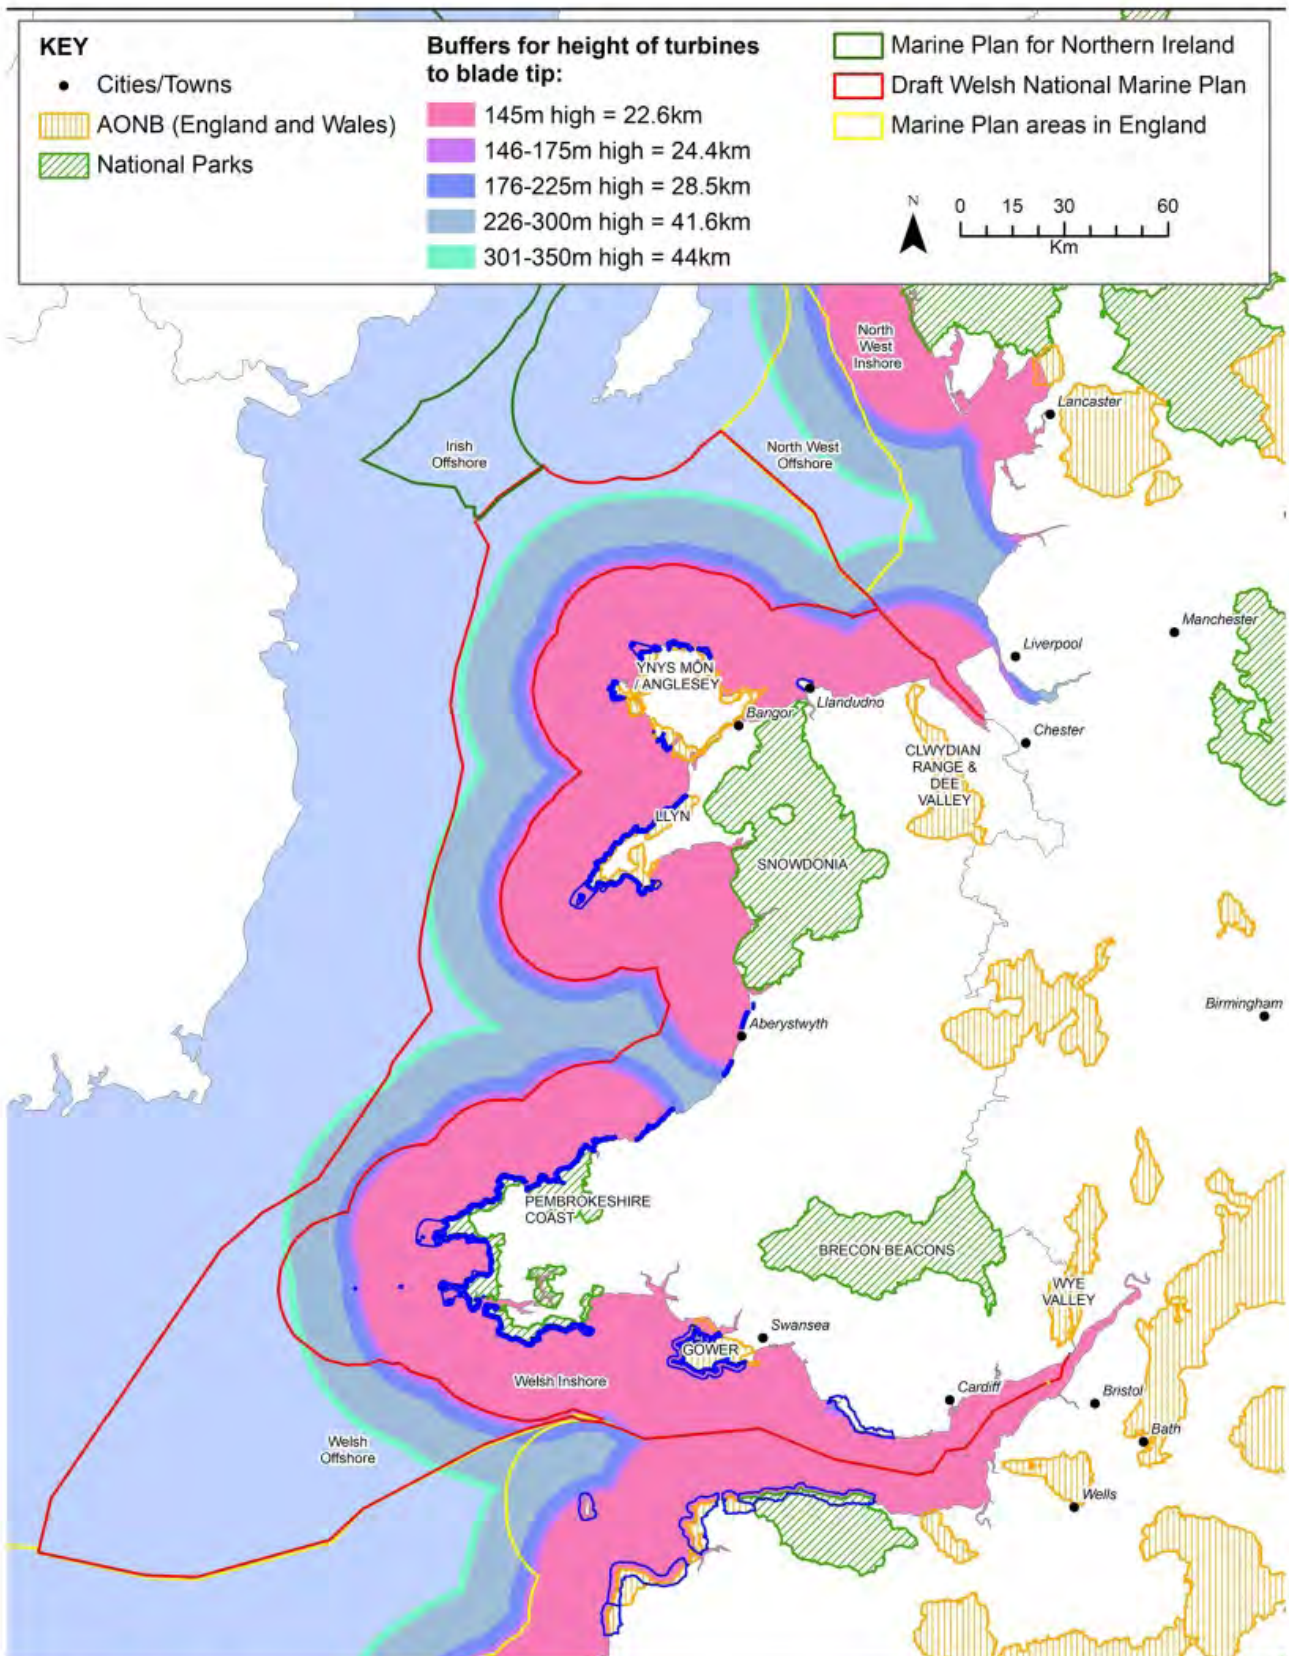 KEY
Cities/Towns
AONB (England and Wales)
National Parks
Buffers for height of turbines
to blade tip:
145m high = 22.6km
146-175m high = 24.4km
176-225m high = 28.5km
226-300m high = 41.6km
301-350m high = 44km
Marine Plan for Northern Ireland
Draft Welsh National Marine Plan
Marine Plan areas in England
N
0 15 30 60
Km
North
West
Inshore
Lancaster
Irish
Offshore
North West
Offshore
Manchester
Liverpool
YNYS MÔN
/ ANGLESEY
Llandudno
Bangor
Chester
CLWYDIAN
RANGE &
DEE
VALLEY
LLYN
SNOWDONIA
Birmingham
Aberystwyth
PEMBROKESHIRE
COAST
BRECON BEACONS
WYE
VALLEY
Swansea
GOWER
Welsh Inshore
Cardiff
Bristol
Bath
Welsh
Offshore
Wells